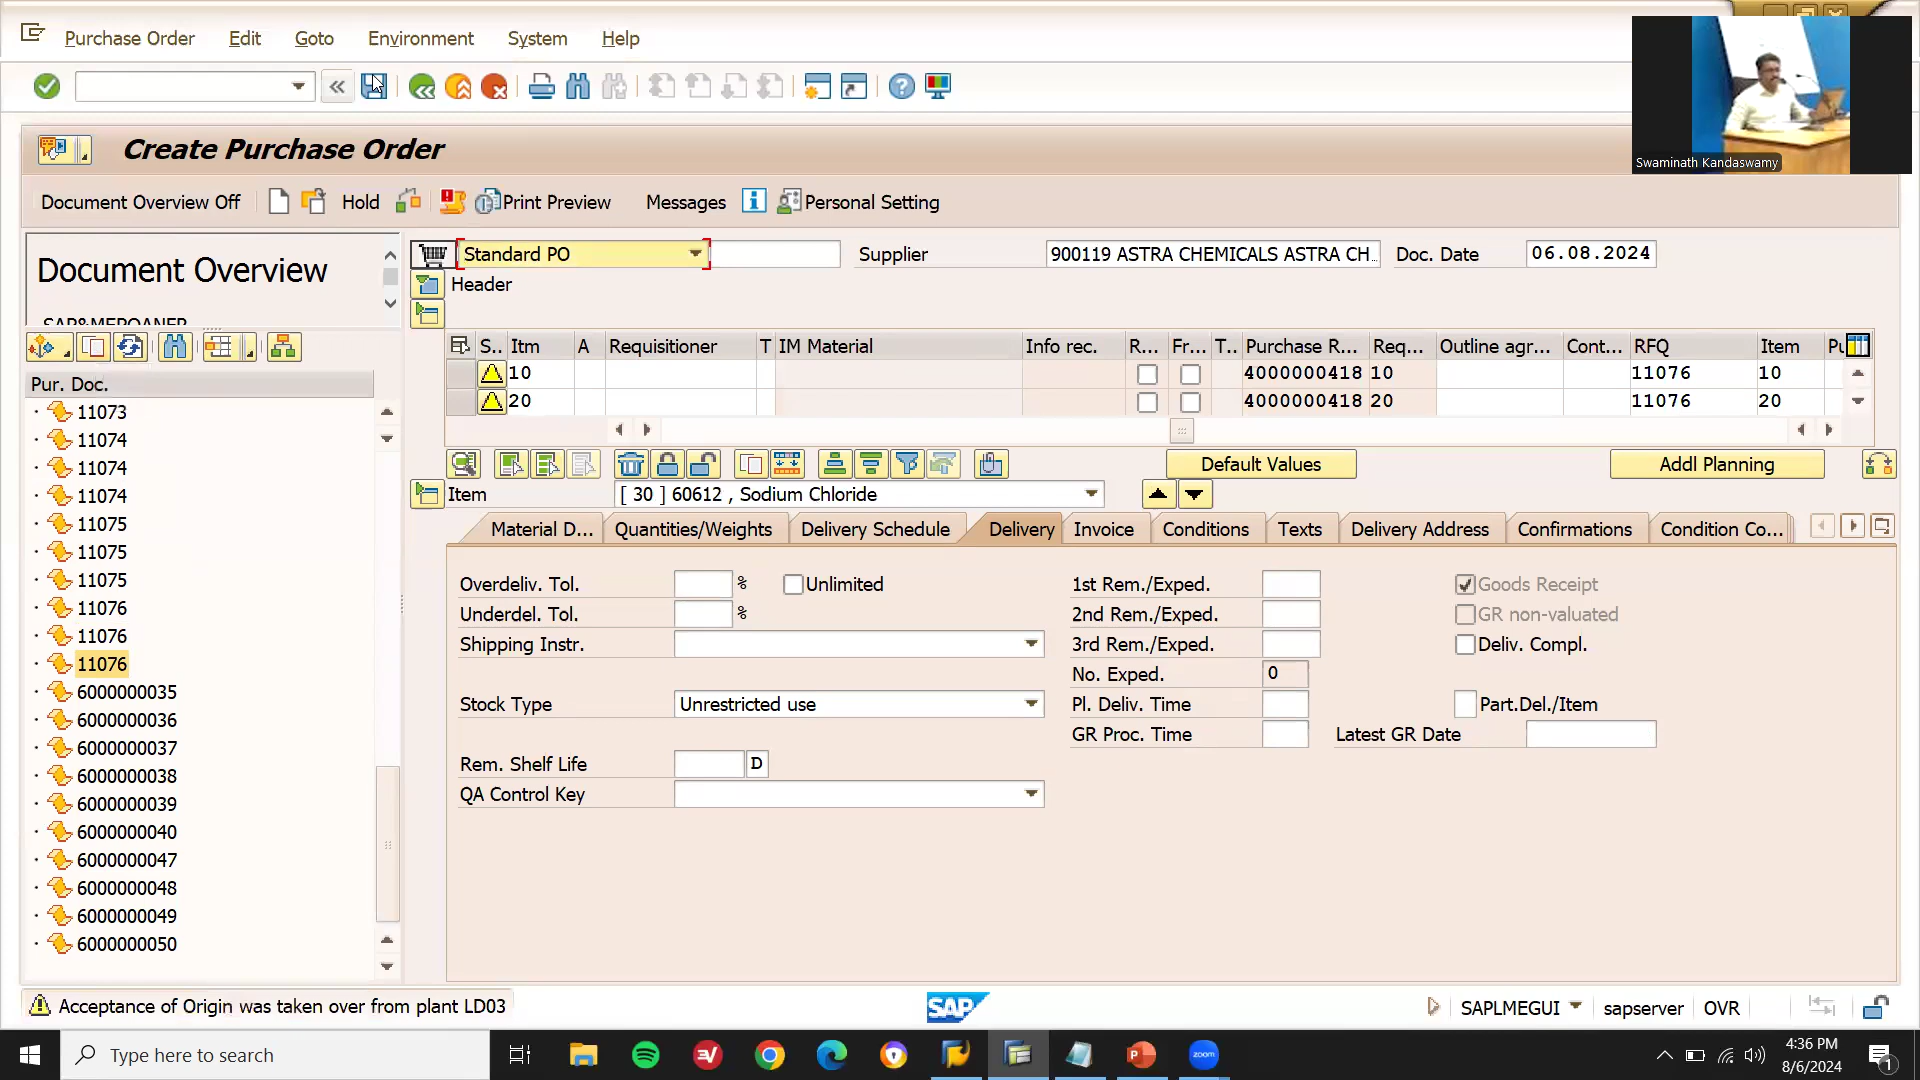 Purchase Order Edit Goto Environment System Help
Swaminath Kandaswamy
Create Purchase Order
Document Overview Off Hold Print Preview Messages Personal Setting
Document Overview
Standard PO Supplier 900119 ASTRA CHEMICALS ASTRA CH... Doc. Date 06.08.2024
Header
S.. Itm A Requisitioner T IM Material Info rec. R... Fr... T.. Purchase R... Req... Outline agr... Cont... RFQ Item
10 4000000418 10 11076 10
20 4000000418 20 11076 20
Default Values Addl Planning
Item [ 30 ] 60612 , Sodium Chloride
Material D... Quantities/Weights Delivery Schedule Delivery Invoice Conditions Texts Delivery Address Confirmations Condition Co...
Overdeliv. Tol. % Unlimited 1st Rem./Exped. Goods Receipt
Underdel. Tol. % 2nd Rem./Exped. GR non-valuated
Shipping Instr. 3rd Rem./Exped. Deliv. Compl.
No. Exped. 0
Stock Type Unrestricted use Pl. Deliv. Time Part.Del./Item
GR Proc. Time Latest GR Date
Rem. Shelf Life D
QA Control Key
Pur. Doc.
11073
11074
11074
11074
11075
11075
11075
11076
11076
11076
6000000035
6000000036
6000000037
6000000038
6000000039
6000000040
6000000047
6000000048
6000000049
6000000050
Acceptance of Origin was taken over from plant LD03
SAP
SAPLMEGUI sapserver OVR
Type here to search
zoom
4:36 PM
8/6/2024
1